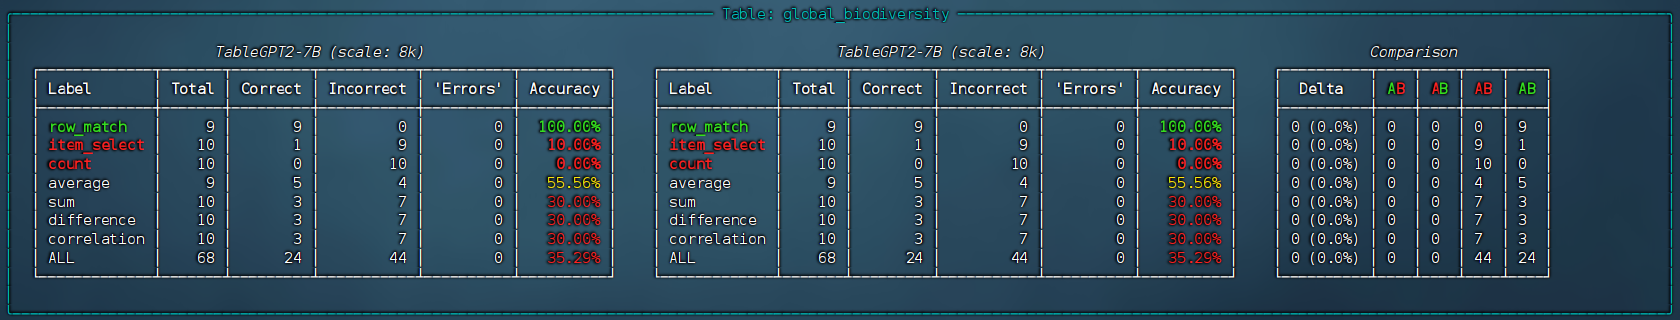 Table: global_biodiversity
TableGPT2-7B (scale: 8k) TableGPT2-7B (scale: 8k) Comparison
Label Total Correct Incorrect 'Errors' Accuracy Label Total Correct Incorrect 'Errors' Accuracy Delta AB AB AB AB
row_match 9 9 0 0 100.00% row_match 9 9 0 0 100.00% 0 (0.0%) 0 0 0 9
item_select 10 1 9 0 10.00% item_select 10 1 9 0 10.00% 0 (0.0%) 0 0 9 1
count 10 0 10 0 0.00% count 10 0 10 0 0.00% 0 (0.0%) 0 0 10 0
average 9 5 4 0 55.56% average 9 5 4 0 55.56% 0 (0.0%) 0 0 4 5
sum 10 3 7 0 30.00% sum 10 3 7 0 30.00% 0 (0.0%) 0 0 7 3
difference 10 3 7 0 30.00% difference 10 3 7 0 30.00% 0 (0.0%) 0 0 7 3
correlation 10 3 7 0 30.00% correlation 10 3 7 0 30.00% 0 (0.0%) 0 0 7 3
ALL 68 24 44 0 35.29% ALL 68 24 44 0 35.29% 0 (0.0%) 0 0 44 24